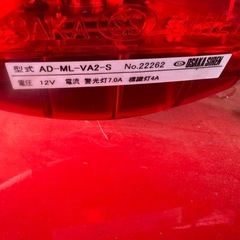 型式 AD-ML-VA2-S No.22262 OSAKA SIREN
電圧 12V 電流 警光灯7.0A 標識灯4A